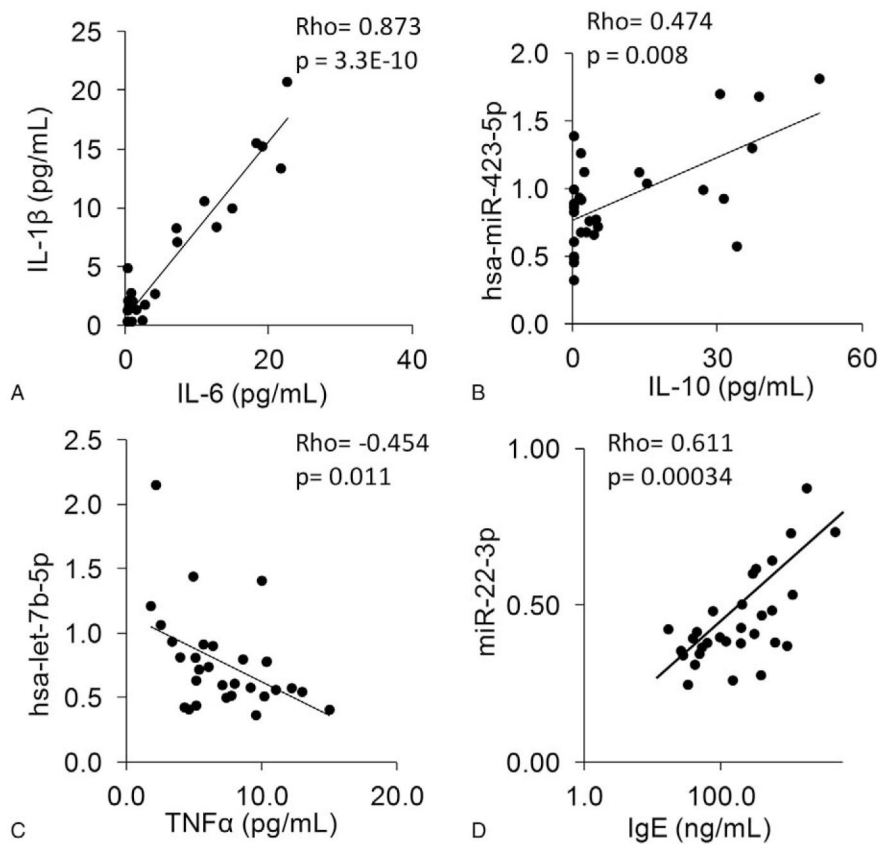 Rho= 0.873
p = 3.3E-10
25
20
15
10
5
0
IL-1β (pg/mL)
0 20 40
IL-6 (pg/mL)
A
Rho= 0.474
p = 0.008
2.0
1.5
1.0
0.5
0.0
hsa-miR-423-5p
0 30 60
IL-10 (pg/mL)
B
Rho= -0.454
p= 0.011
2.5
2.0
1.5
1.0
0.5
0.0
hsa-let-7b-5p
0.0 10.0 20.0
TNFα (pg/mL)
C
Rho= 0.611
p= 0.00034
1.00
0.50
0.00
miR-22-3p
1.0 100.0
IgE (ng/mL)
D